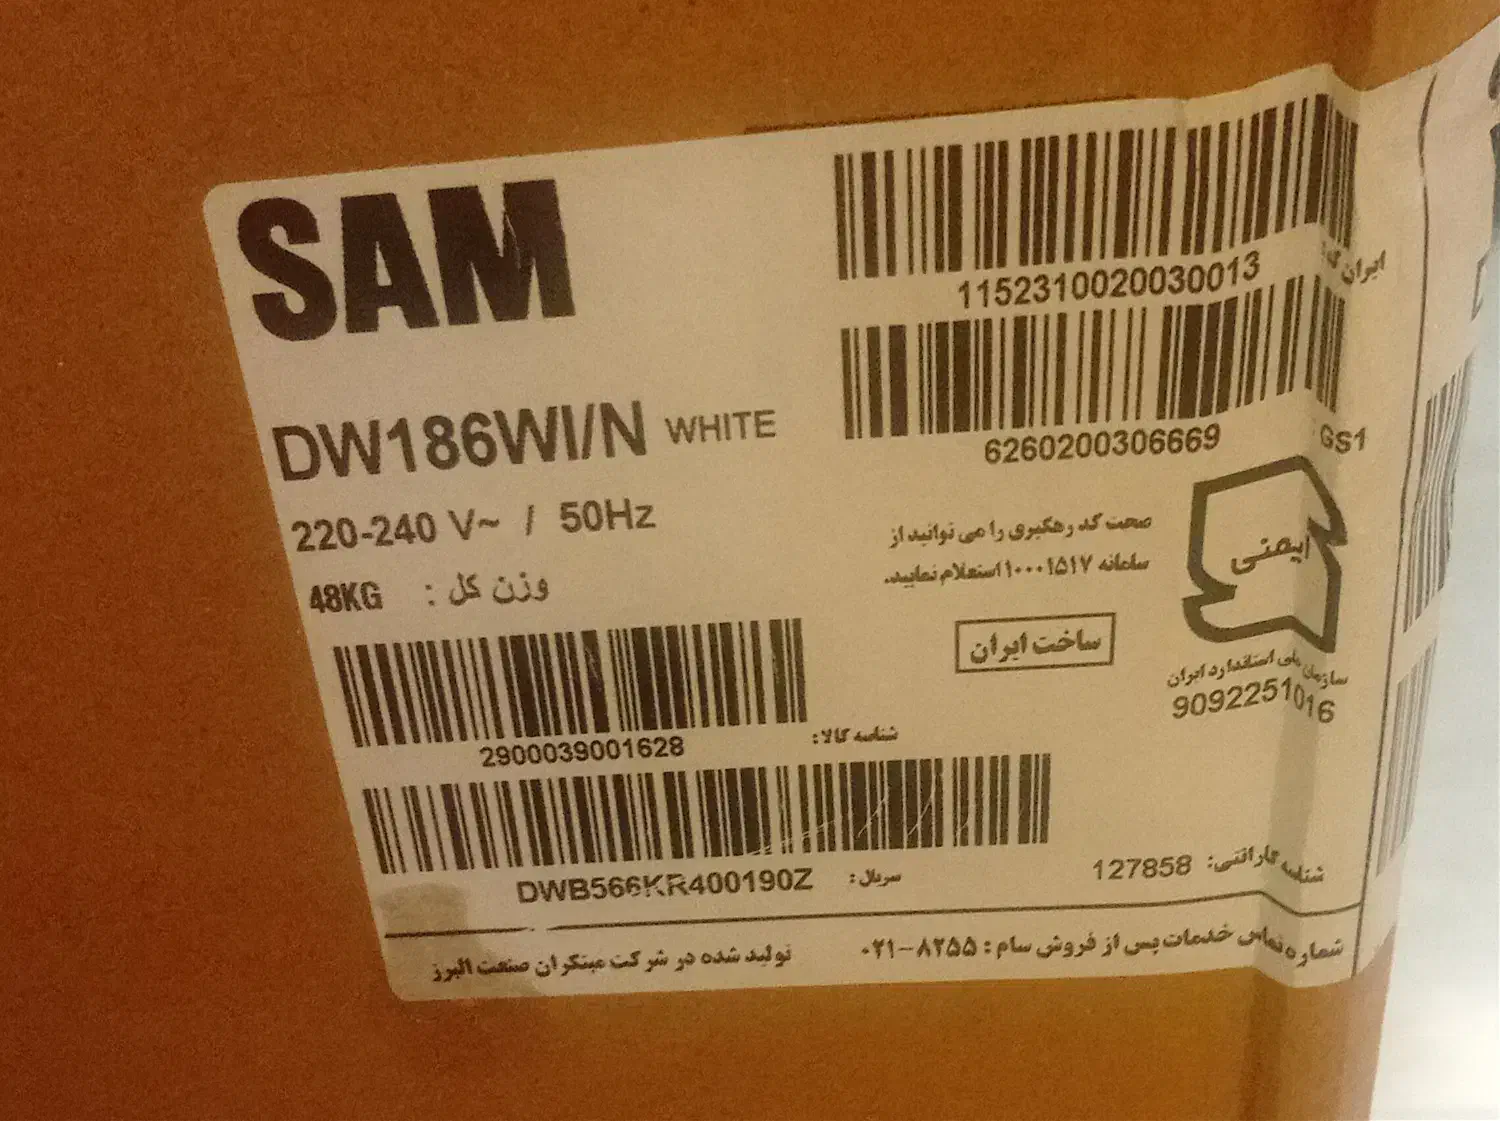 SAM
DW186WI/N WHITE
220-240 V~ / 50Hz
وزن کل : 48KG
2900039001628
شناسه کالا:
DWB566KR400190Z
سریال:
1152310020030013
ایران کد:
6260200306669
GS1
صحت کد رهگیری را می توانید از
سامانه ۱۰۰۰۱۵۱۷ استعلام نمایید.
ساخت ایران
ایمنی
سازمان ملی استاندارد ایران
9092251016
شناسه گارانتی: 127858
شماره تماس خدمات پس از فروش سام : ۸۲۵۵–۰۲۱
تولید شده در شرکت مبتکران صنعت البرز